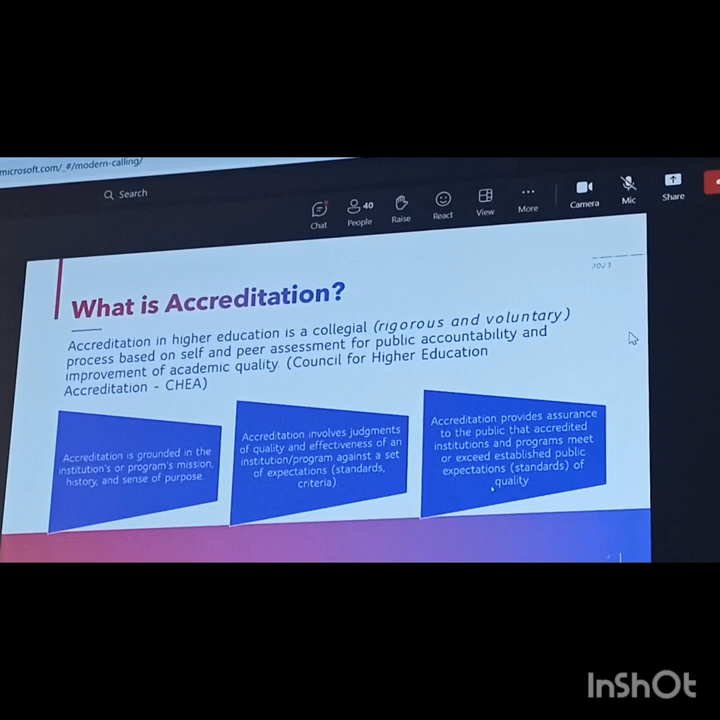 microsoft.com/_#/modern-calling/
Search
Chat
40
People
Raise
React
View
More
Camera
Mic
Share
2023
What is Accreditation?
Accreditation in higher education is a collegial (rigorous and voluntary)
process based on self and peer assessment for public accountability and
improvement of academic quality (Council for Higher Education
Accreditation - CHEA)
Accreditation is grounded in the
institution's or program's mission,
history, and sense of purpose.
Accreditation involves judgments
of quality and effectiveness of an
institution/program against a set
of expectations (standards,
criteria)
Accreditation provides assurance
to the public that accredited
institutions and programs meet
or exceed established public
expectations (standards) of
quality
InShOt